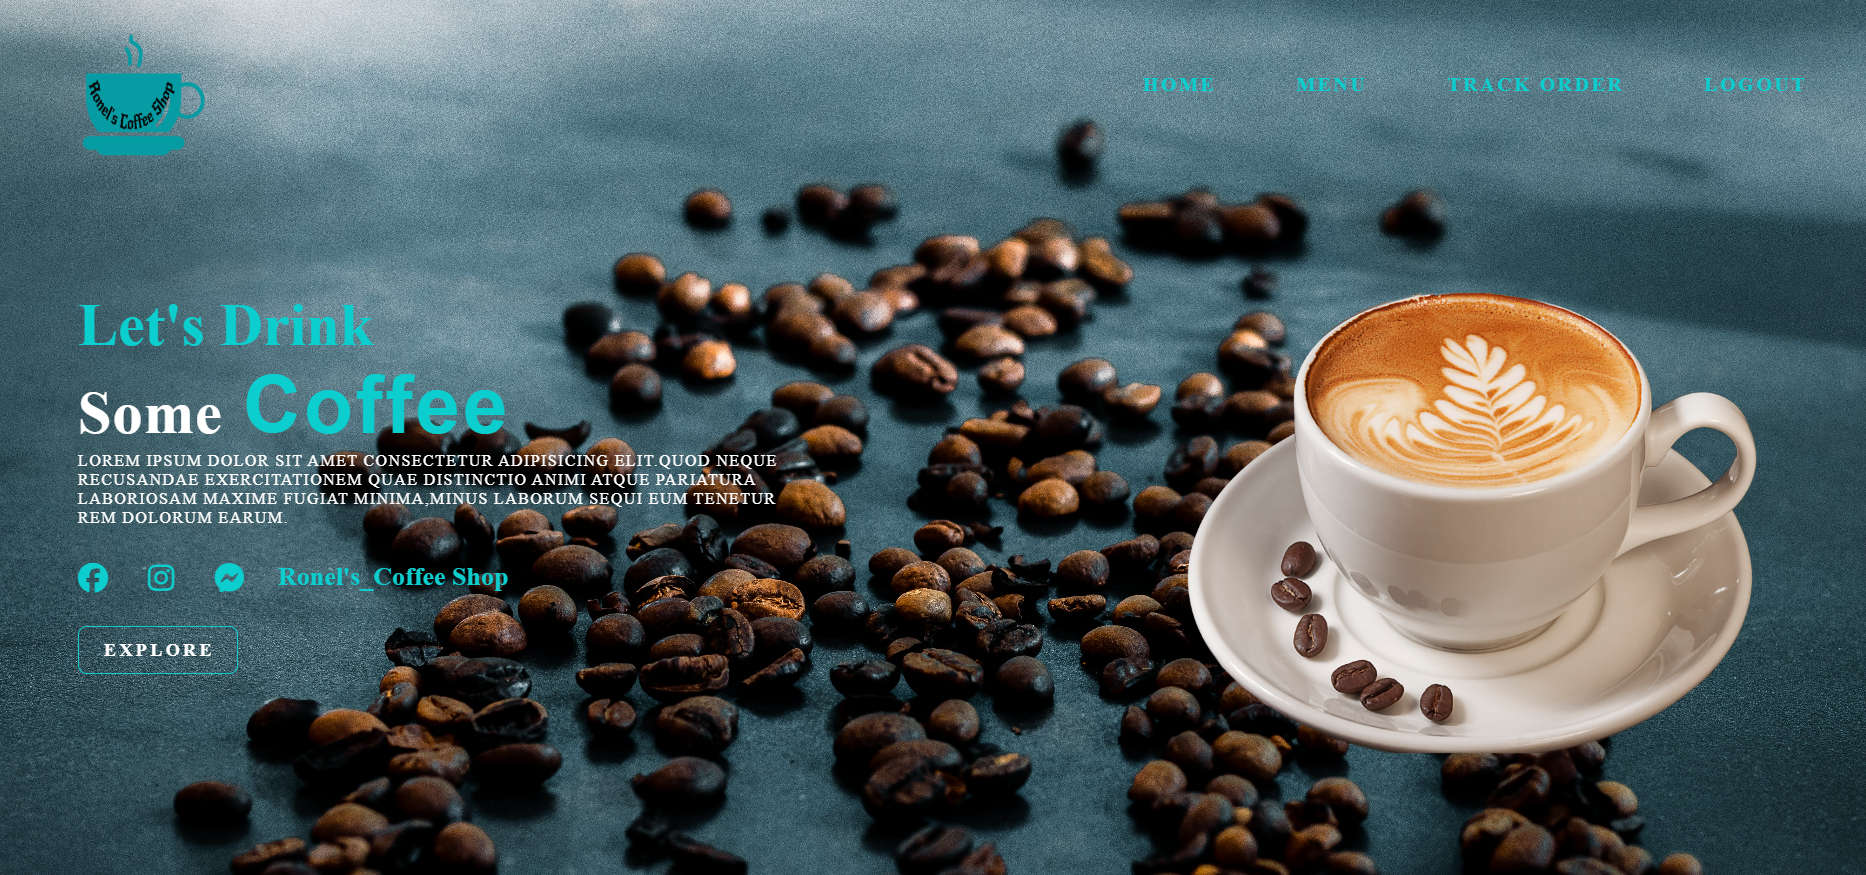 Ronel's Coffee Shop
HOME MENU TRACK ORDER LOGOUT
Let's Drink
Some Coffee
LOREM IPSUM DOLOR SIT AMET CONSECTETUR ADIPISICING ELIT.QUOD NEQUE
RECUSANDAE EXERCITATIONEM QUAE DISTINCTIO ANIMI ATQUE PARIATURA
LABORIOSAM MAXIME FUGIAT MINIMA,MINUS LABORUM SEQUI EUM TENETUR
REM DOLORUM EARUM.
Ronel's_Coffee Shop
EXPLORE